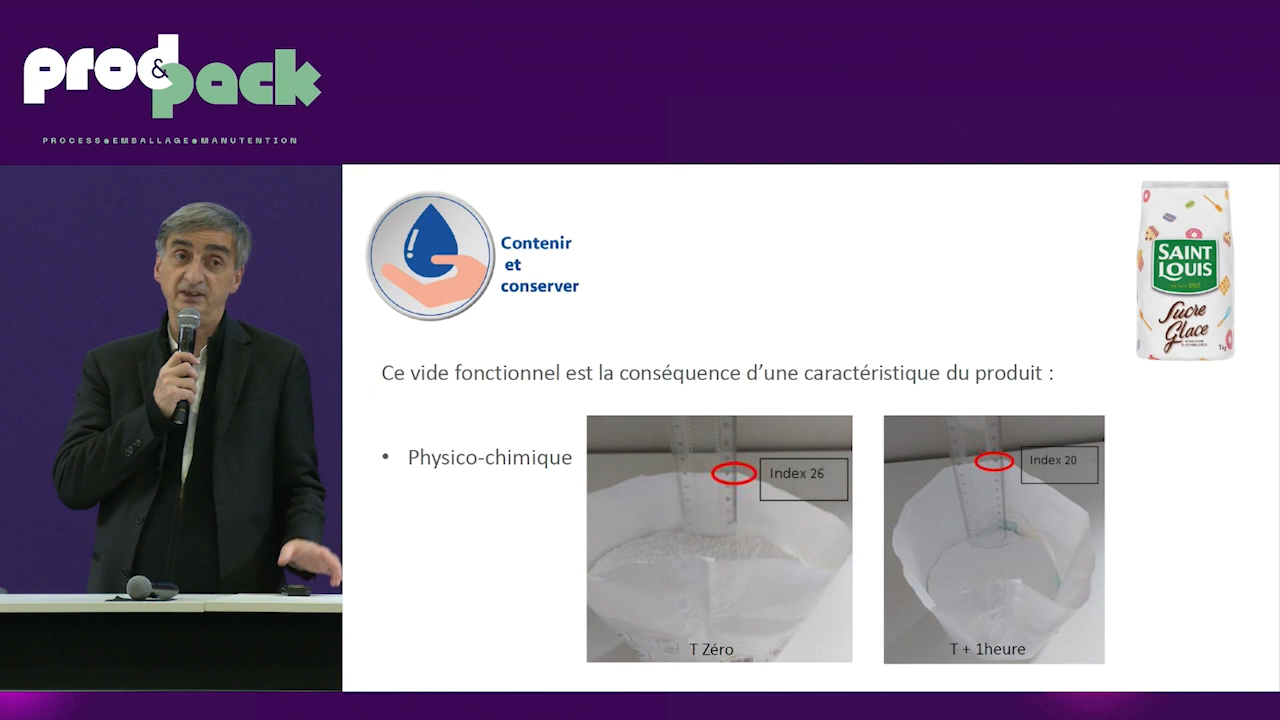 prod&pack
PROCESS●EMBALLAGE●MANUTENTION
Contenir
et
conserver
SAINT
LOUIS
Sucre
Glace
1kg
Ce vide fonctionnel est la conséquence d’une caractéristique du produit :
• Physico-chimique
Index 26
Index 20
T Zéro
T + 1heure